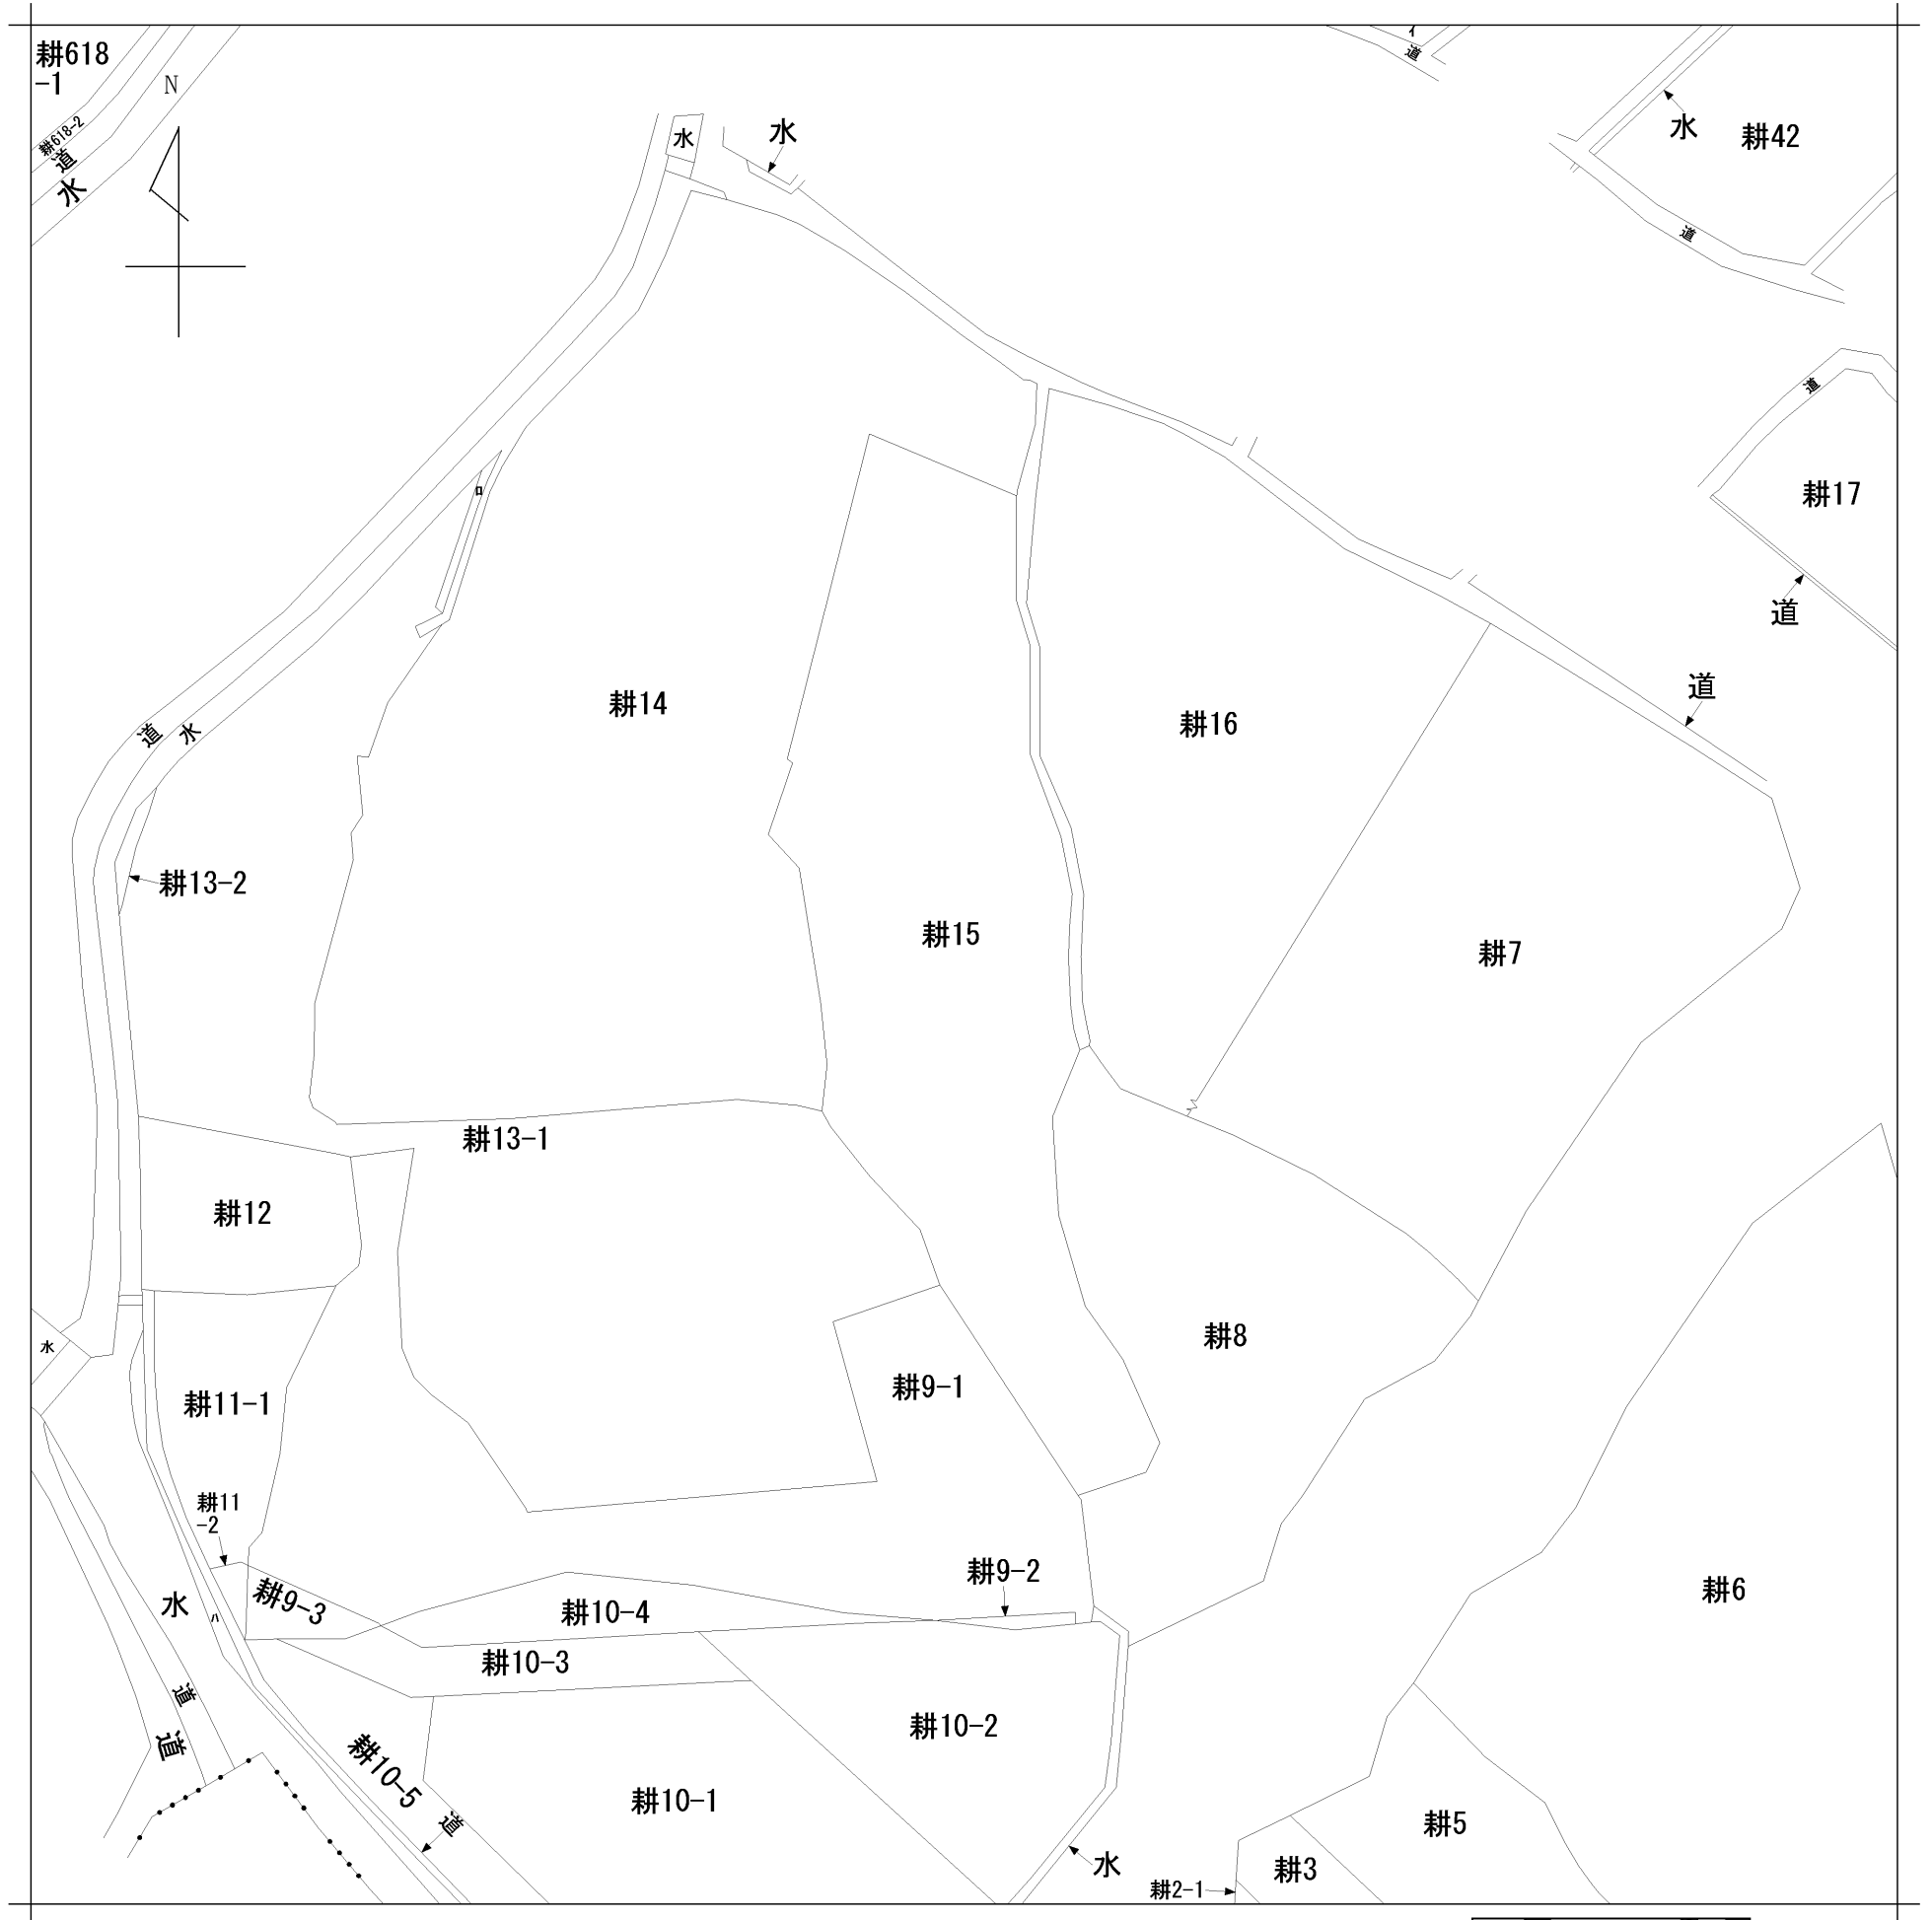 耕618
-1
N
耕618-2
道
水
水
水
イ
道
水
耕42
道
道
耕17
道
ロ
耕14
耕16
道
道
水
耕13-2
耕15
耕7
耕13-1
耕12
耕8
水
耕9-1
耕11-1
耕11
-2
耕9-2
耕6
水
ハ
耕9-3
耕10-4
耕10-3
道
耕10-2
道
耕10-5
耕10-1
道
耕5
水
耕3
耕2-1